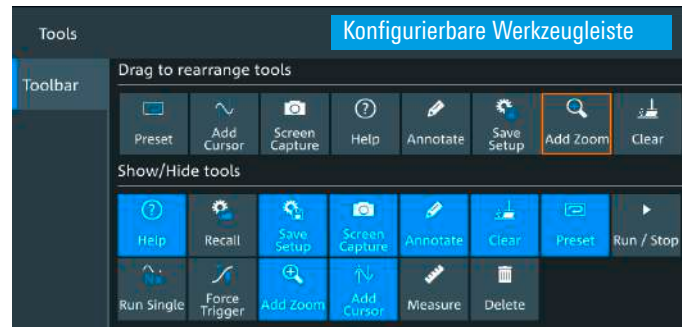 Tools
Konfigurierbare Werkzeugleiste
Toolbar
Drag to rearrange tools
Preset
Add
Cursor
Screen
Capture
Help
Annotate
Save
Setup
Add Zoom
Clear
Show/Hide tools
Help
Recall
Save
Setup
Screen
Capture
Annotate
Clear
Preset
Run / Stop
Run Single
Force
Trigger
Add Zoom
Add
Cursor
Measure
Delete